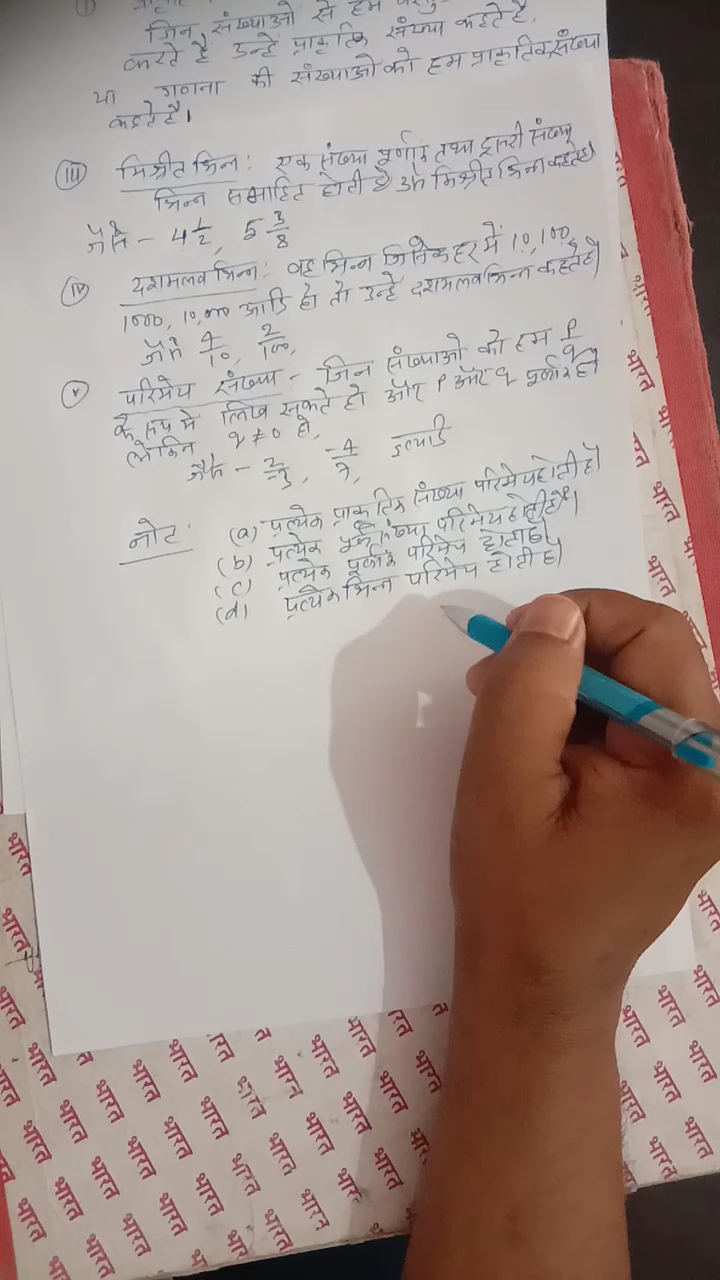 जिन संख्याओ से हम
करते है उन्हे प्राकृतिक संख्या कहते है,
या गणना की संख्याओ को हम प्राकृतिक संख्या
कहते है।
(III) मिश्रीत भिन्न : एक संख्या पूर्णांक तथा दूसरी संख्या
भिन्न समाहित होती है उसे मिश्रीत भिन्न कहते है।
जैसे - 4 1/2, 5 3/8
(IV) दशमलव भिन्न : वह भिन्न जिनके हर में 10, 100,
1000, 10,000 आदि हो तो उन्हे दशमलव भिन्न कहते है।
जैसे 4/10, 2/100,
(V) परिमेय संख्या - जिन संख्याओ को हम P/q
के रूप में लिख सकते हो और P और q पूर्णांक हो
लेकिन q ≠ 0 हो,
जैसे - 2/-3, -4/7, इत्यादि
नोट : (a) प्रत्येक प्राकृतिक संख्या परिमेय होती है।
(b) प्रत्येक संख्या परिमेय होती है।
(c) प्रत्येक पूर्णांक परिमेय होता है।
(d) प्रत्येक भिन्न परिमेय होती है।
भारत